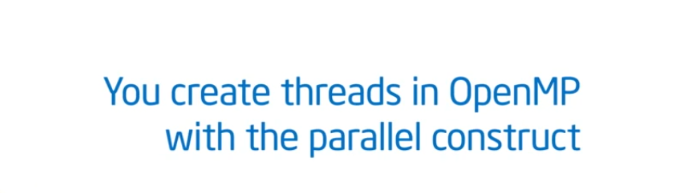 You create threads in OpenMP
with the parallel construct